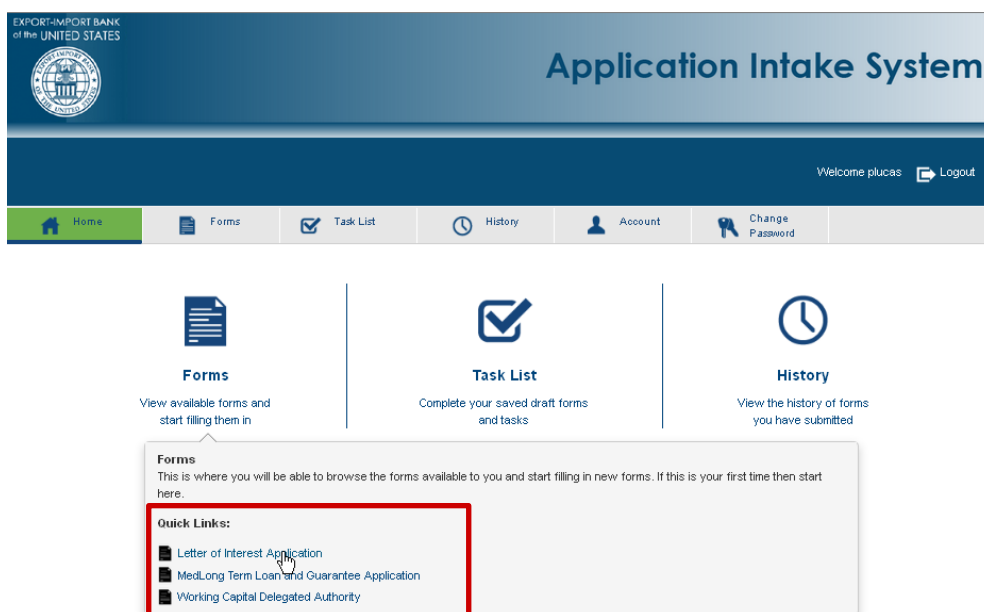 EXPORT-IMPORT BANK
of the UNITED STATES
Application Intake System
Welcome plucas Logout
Home Forms Task List History Account Change
Password
Forms Task List History
View available forms and
start filling them in
Complete your saved draft forms
and tasks
View the history of forms
you have submitted
Forms
This is where you will be able to browse the forms available to you and start filling in new forms. If this is your first time then start
here.
Quick Links:
Letter of Interest Application
MedLong Term Loan and Guarantee Application
Working Capital Delegated Authority